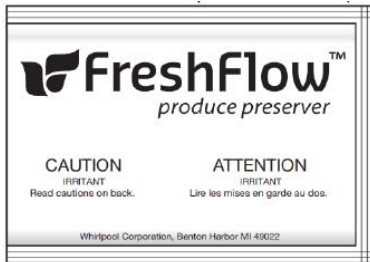 FreshFlow™
produce preserver
CAUTION
IRRITANT
Read cautions on back.
ATTENTION
IRRITANT
Lire les mises en garde au dos.
Whirlpool Corporation, Benton Harbor MI 49022